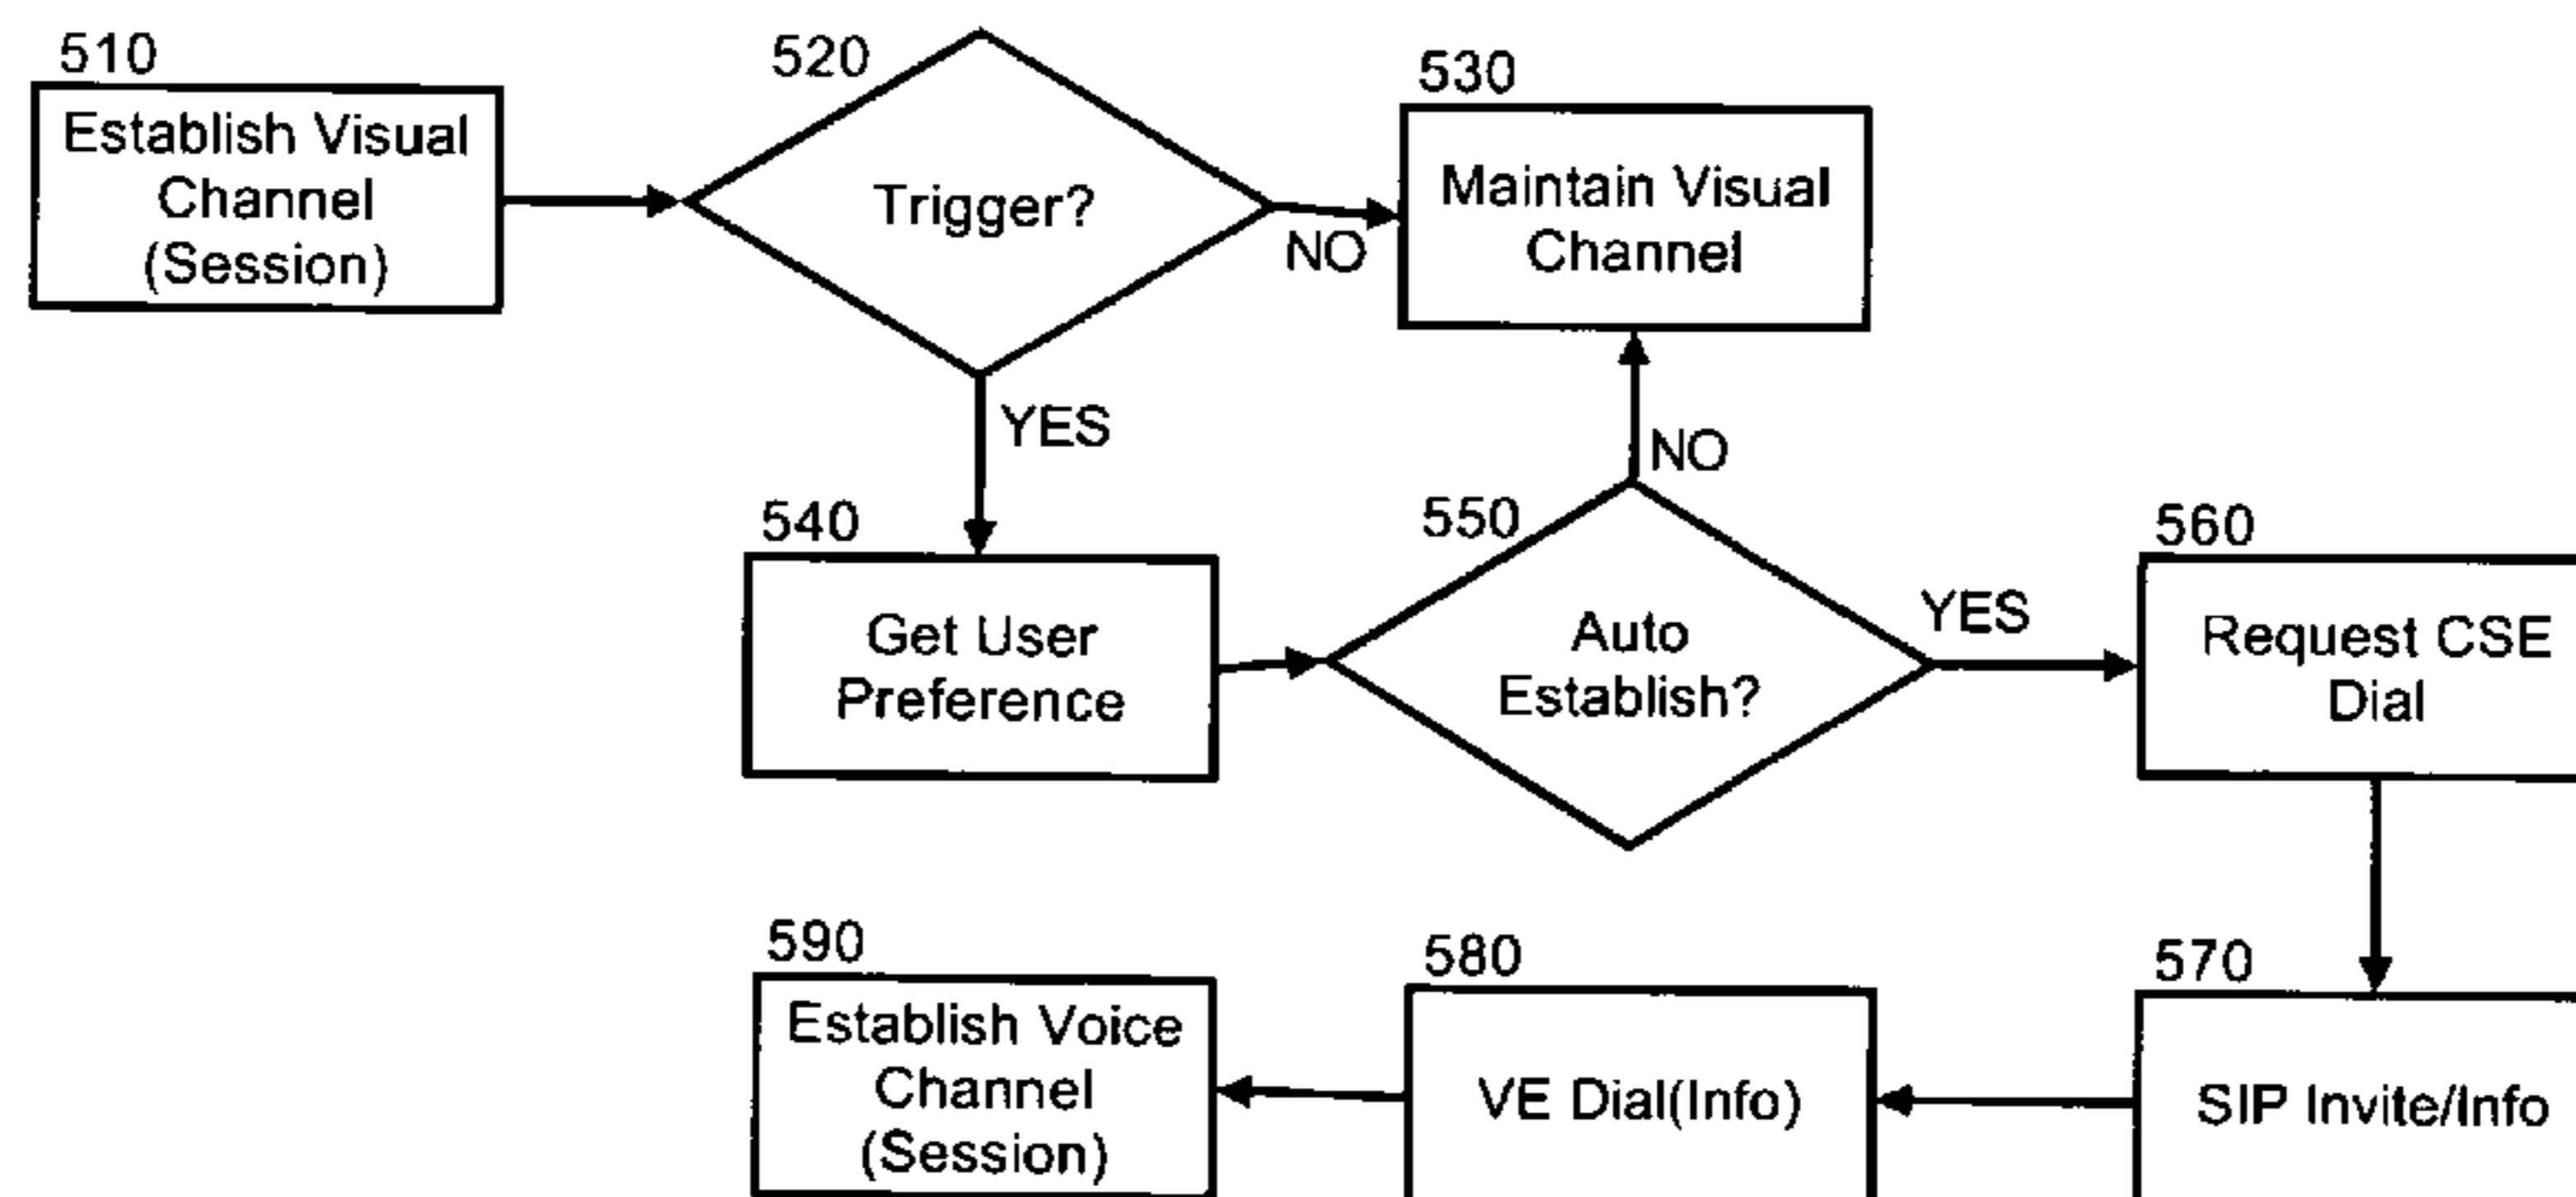 510
Establish Visual
Channel
(Session)
520
Trigger?
NO
YES
530
Maintain Visual
Channel
540
Get User
Preference
550
Auto
Establish?
NO
YES
560
Request CSE
Dial
570
SIP Invite/Info
580
VE Dial(Info)
590
Establish Voice
Channel
(Session)